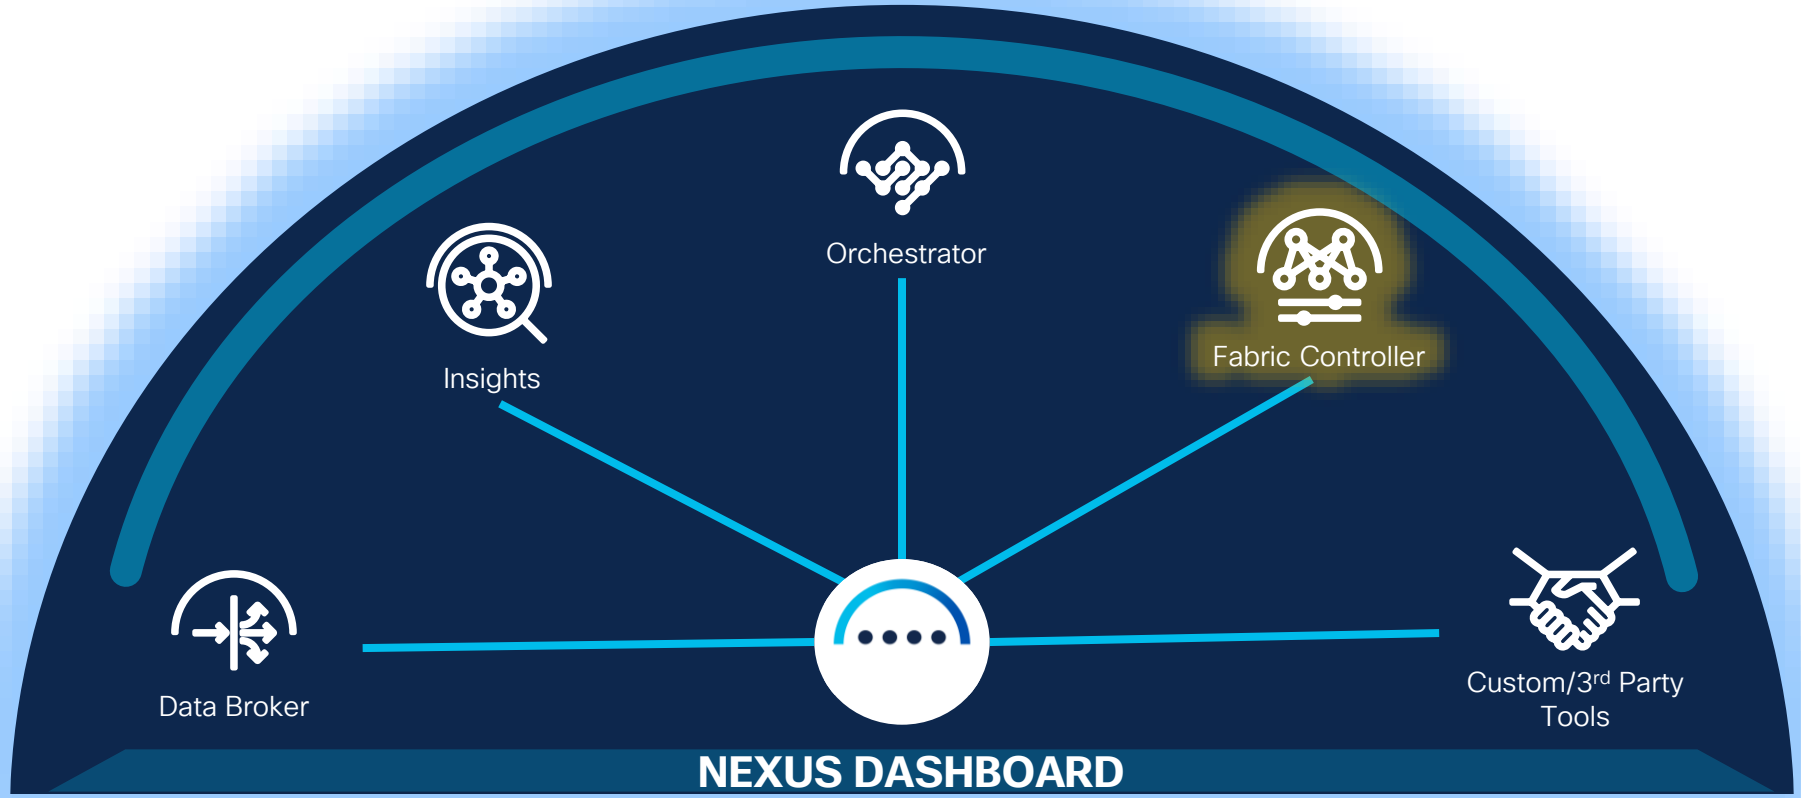 Orchestrator
Insights
Fabric Controller
Data Broker
Custom/3rd Party
Tools
NEXUS DASHBOARD